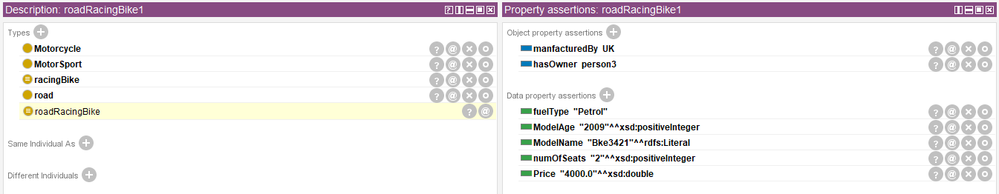 Description: roadRacingBike1
Types
Motorcycle
MotorSport
racingBike
road
roadRacingBike
Same Individual As
Different Individuals
Property assertions: roadRacingBike1
Object property assertions
manfacturedBy UK
hasOwner person3
Data property assertions
fuelType "Petrol"
ModelAge "2009"^^xsd:positiveInteger
ModelName "Bke3421"^^rdfs:Literal
numOfSeats "2"^^xsd:positiveInteger
Price "4000.0"^^xsd:double